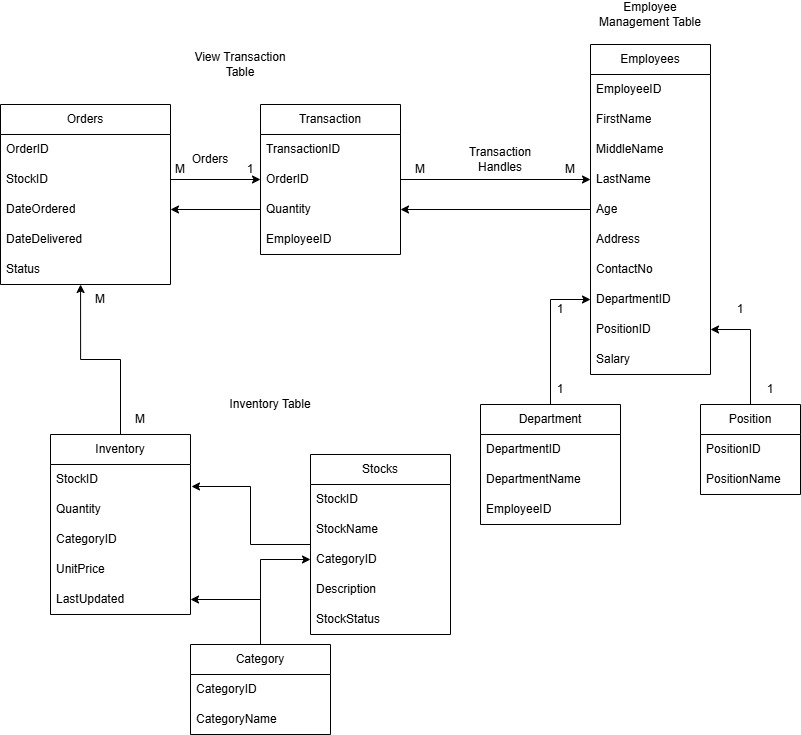 Employee
Management Table
View Transaction
Table
Employees
EmployeeID
FirstName
MiddleName
LastName
Age
Address
ContactNo
DepartmentID
PositionID
Salary
Orders
OrderID
StockID
DateOrdered
DateDelivered
Status
M
Orders
1
Transaction
TransactionID
OrderID
Quantity
EmployeeID
M
Transaction
Handles
M
M
M
1
1
1
1
Inventory Table
Department
DepartmentID
DepartmentName
EmployeeID
Position
PositionID
PositionName
Inventory
StockID
Quantity
CategoryID
UnitPrice
LastUpdated
Stocks
StockID
StockName
CategoryID
Description
StockStatus
Category
CategoryID
CategoryName